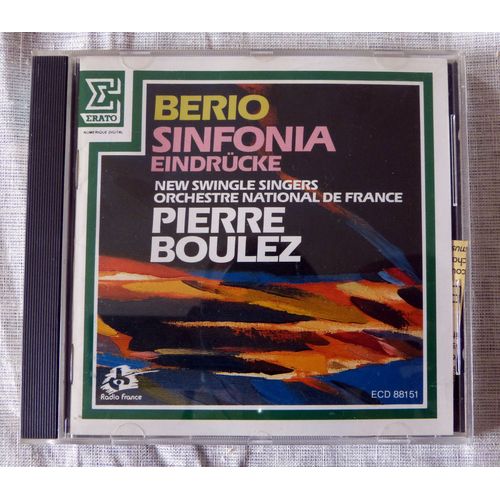 ERATO
NUMERIQUE DIGITAL
BERIO
SINFONIA
EINDRÜCKE
NEW SWINGLE SINGERS
ORCHESTRE NATIONAL DE FRANCE
PIERRE
BOULEZ
Radio France
ECD 88151